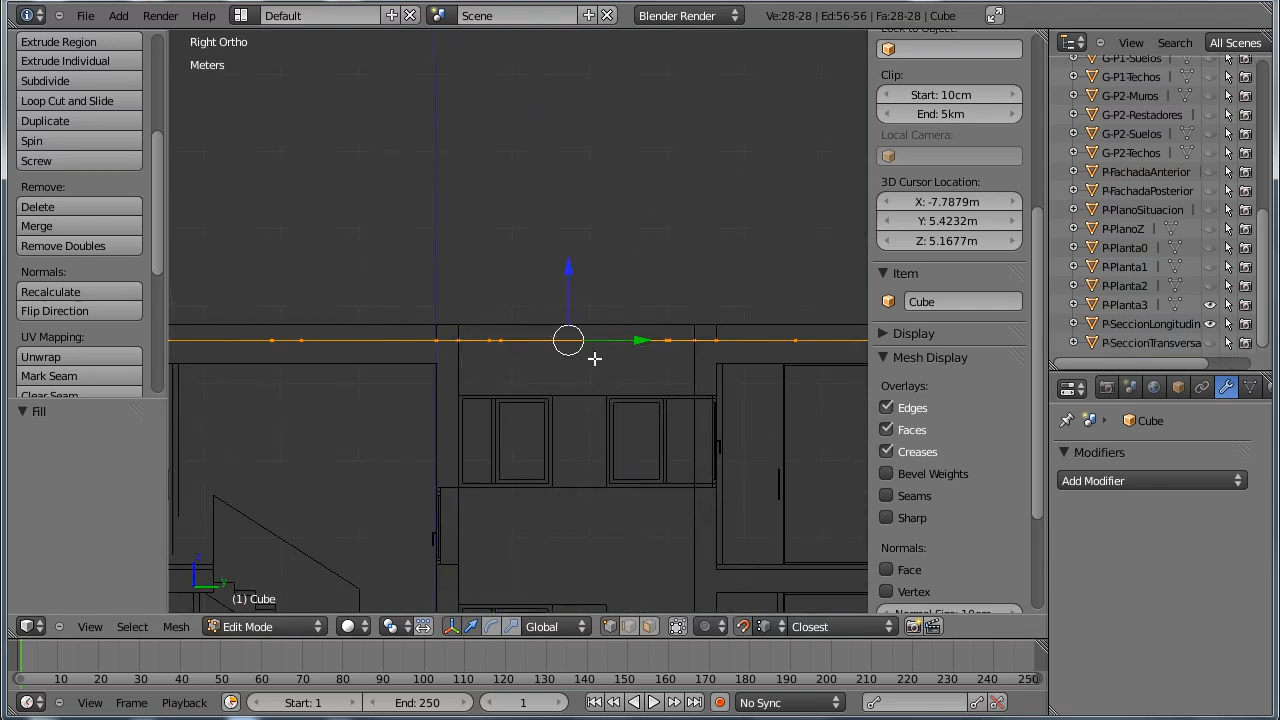 File Add Render Help Default Scene Blender Render Ve:28-28 | Ed:56-56 | Fa:28-28 | Cube
Extrude Region
Extrude Individual
Subdivide
Loop Cut and Slide
Duplicate
Spin
Screw
Remove:
Delete
Merge
Remove Doubles
Normals:
Recalculate
Flip Direction
UV Mapping:
Unwrap
Mark Seam
Clear Seam
Fill
Right Ortho
Meters
z
y
(1) Cube
Lock to Object:
Clip:
Start: 10cm
End: 5km
Local Camera:
3D Cursor Location:
X: -7.7879m
Y: 5.4232m
Z: 5.1677m
Item
Cube
Display
Mesh Display
Overlays:
Edges
Faces
Creases
Bevel Weights
Seams
Sharp
Normals:
Face
Vertex
Normal Size: 10cm
View Search All Scenes
G-P1-Suelos
G-P1-Techos
G-P2-Muros
G-P2-Restadores
G-P2-Suelos
G-P2-Techos
P-FachadaAnterior
P-FachadaPosterior
P-PlanoSituacion
P-PlanoZ
P-Planta0
P-Planta1
P-Planta2
P-Planta3
P-SeccionLongitudin
P-SeccionTransversa
Cube
Modifiers
Add Modifier
View Select Mesh Edit Mode Global Closest
10 20 30 40 50 60 70 80 90 100 110 120 130 140 150 160 170 180 190 200 210 220 230 240 250
View Frame Playback Start: 1 End: 250 1 No Sync